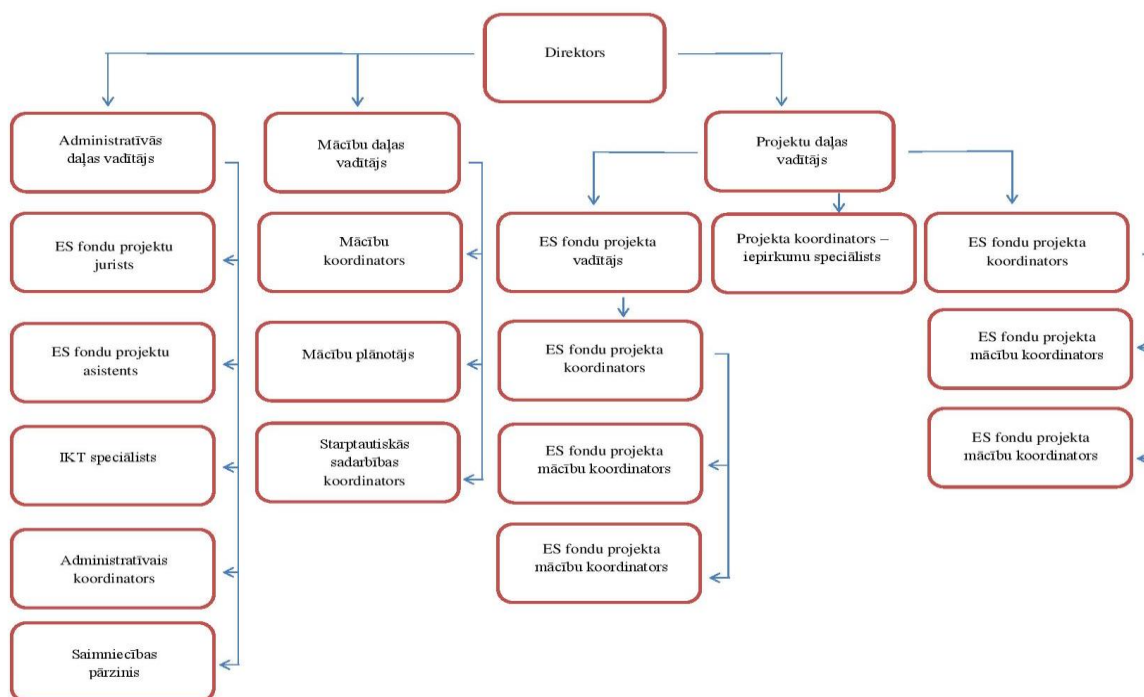 Direktors
Administratīvās
daļas vadītājs
ES fondu projektu
jurists
ES fondu projektu
asistents
IKT speciālists
Administratīvais
koordinators
Saimniecības
pārzinis
Mācību daļas
vadītājs
Mācību
koordinators
Mācību plānotājs
Starptautiskās
sadarbības
koordinators
Projektu daļas
vadītājs
ES fondu projekta
vadītājs
ES fondu projekta
koordinators
ES fondu projekta
mācību koordinators
ES fondu projekta
mācību koordinators
Projekta koordinators –
iepirkumu speciālists
ES fondu projekta
koordinators
ES fondu projekta
mācību koordinators
ES fondu projekta
mācību koordinators